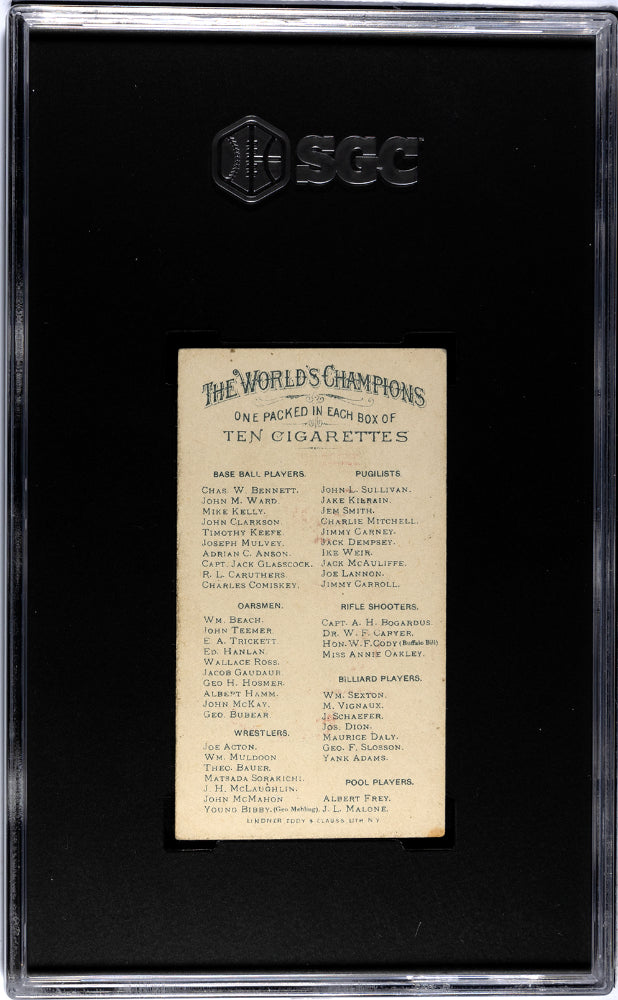 SGC
THE WORLD'S CHAMPIONS
ONE PACKED IN EACH BOX OF
TEN CIGARETTES
BASE BALL PLAYERS.
CHAS. W. BENNETT.
JOHN M. WARD
MIKE KELLY.
JOHN CLARKSON.
TIMOTHY KEEFE.
JOSEPH MULVEY.
ADRIAN C. ANSON.
CAPT. JACK GLASSCOCK.
R. L. CARUTHERS.
CHARLES COMISKEY.
OARSMEN.
WM. BEACH.
JOHN TEEMER
E. A. TRICKETT
ED. HANLAN.
WALLACE ROSS.
JACOB GAUDAUR
GEO H. HOSMER.
ALBERT HAMM.
JOHN McKAY.
GEO. BUBEAR
WRESTLERS.
JOE ACTON.
WM. MULDOON
THEO. BAUER.
MATSADA SORAKICHI.
J. H. McLAUGHLIN.
JOHN McMAHON
YOUNG BIBBY. (Geo Mehling).
PUGILISTS.
JOHN L. SULLIVAN.
JAKE KILRAIN.
JEM SMITH.
CHARLIE MITCHELL.
JIMMY CARNEY.
JACK DEMPSEY.
IKE WEIR.
JACK McAULIFFE.
JOE LANNON.
JIMMY CARROLL.
RIFLE SHOOTERS.
CAPT. A. H. BOGARDUS.
DR. W. F. CARVER.
HON. W. F. CODY (Buffalo Bill)
MISS ANNIE OAKLEY.
BILLIARD PLAYERS.
WM. SEXTON.
M. VIGNAUX.
J. SCHAEFER.
JOS. DION.
MAURICE DALY.
GEO. F. SLOSSON.
YANK ADAMS.
POOL PLAYERS.
ALBERT FREY.
J. L. MALONE.
LINDNER, EDDY & CLAUSS, LITH. N.Y.